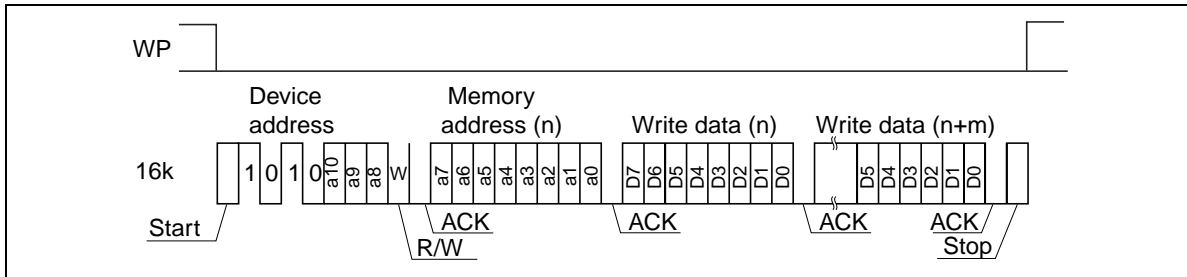 WP
Device address
Memory address (n)
Write data (n)
Write data (n+m)
16k
1 0 1 0 a10 a9 a8 W a7 a6 a5 a4 a3 a2 a1 a0 D7 D6 D5 D4 D3 D2 D1 D0 D5 D4 D3 D2 D1 D0
Start
ACK
ACK
ACK
ACK
R/W
Stop